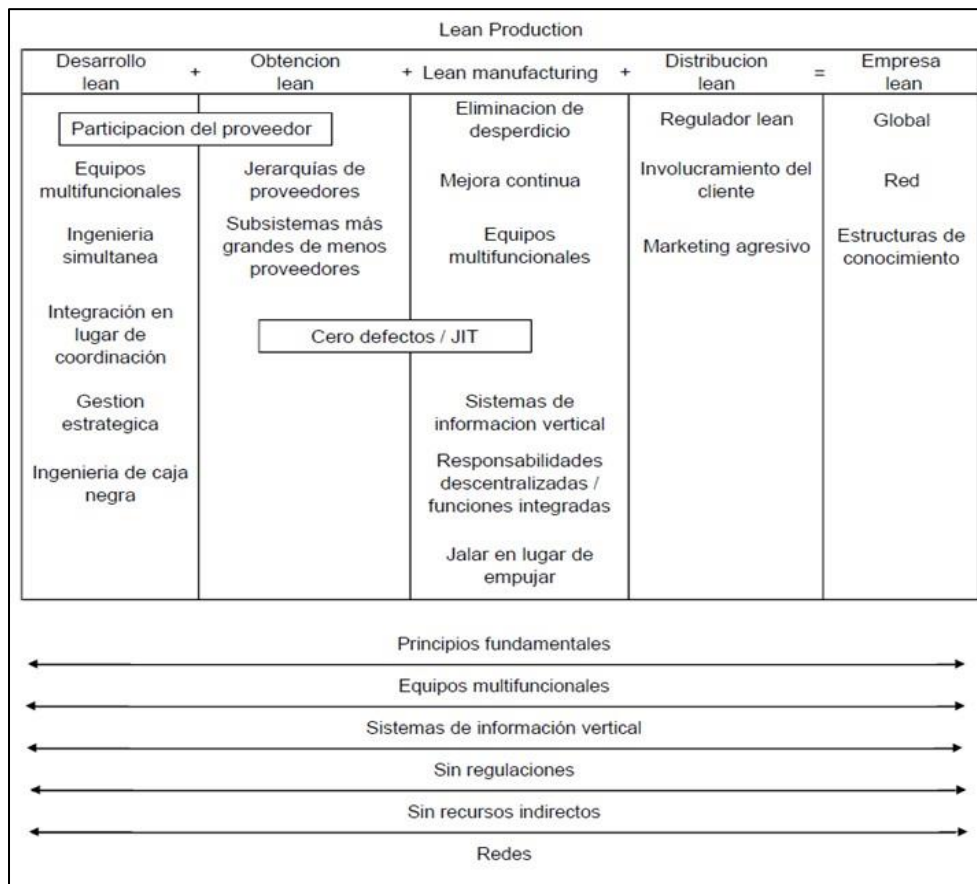 Lean Production
Desarrollo
lean
+
Obtencion
lean
+ Lean manufacturing +
Distribucion
lean
=
Empresa
lean
Participacion del proveedor
Equipos
multifuncionales
Ingenieria
simultanea
Integración en
lugar de
coordinación
Gestion
estrategica
Ingenieria de caja
negra
Jerarquías de
proveedores
Subsistemas más
grandes de menos
proveedores
Cero defectos / JIT
Eliminacion de
desperdicio
Mejora continua
Equipos
multifuncionales
Sistemas de
informacion vertical
Responsabilidades
descentralizadas /
funciones integradas
Jalar en lugar de
empujar
Regulador lean
Involucramiento del
cliente
Marketing agresivo
Global
Red
Estructuras de
conocimiento
Principios fundamentales
Equipos multifuncionales
Sistemas de información vertical
Sin regulaciones
Sin recursos indirectos
Redes